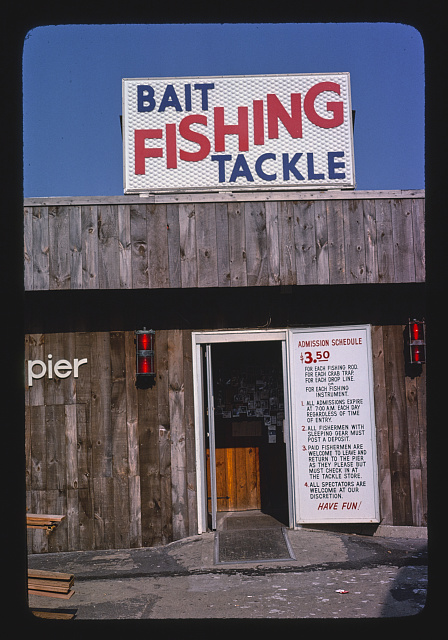 BAIT
FISHING
TACKLE
pier
ADMISSION SCHEDULE
$3.50
FOR EACH FISHING ROD.
FOR EACH CRAB TRAP.
FOR EACH DROP LINE.
OR
FOR EACH FISHING
INSTRUMENT.
1. ALL ADMISSIONS EXPIRE
AT 7:00 A.M. EACH DAY
REGARDLESS OF TIME
OF ENTRY.
2. ALL FISHERMEN WITH
SLEEPING GEAR MUST
POST A DEPOSIT.
3. PAID FISHERMEN ARE
WELCOME TO LEAVE AND
RETURN TO THE PIER
AS THEY PLEASE BUT
MUST CHECK IN AT
THE TACKLE STORE.
4. ALL SPECTATORS ARE
WELCOME AT OUR
DISCRETION.
HAVE FUN!